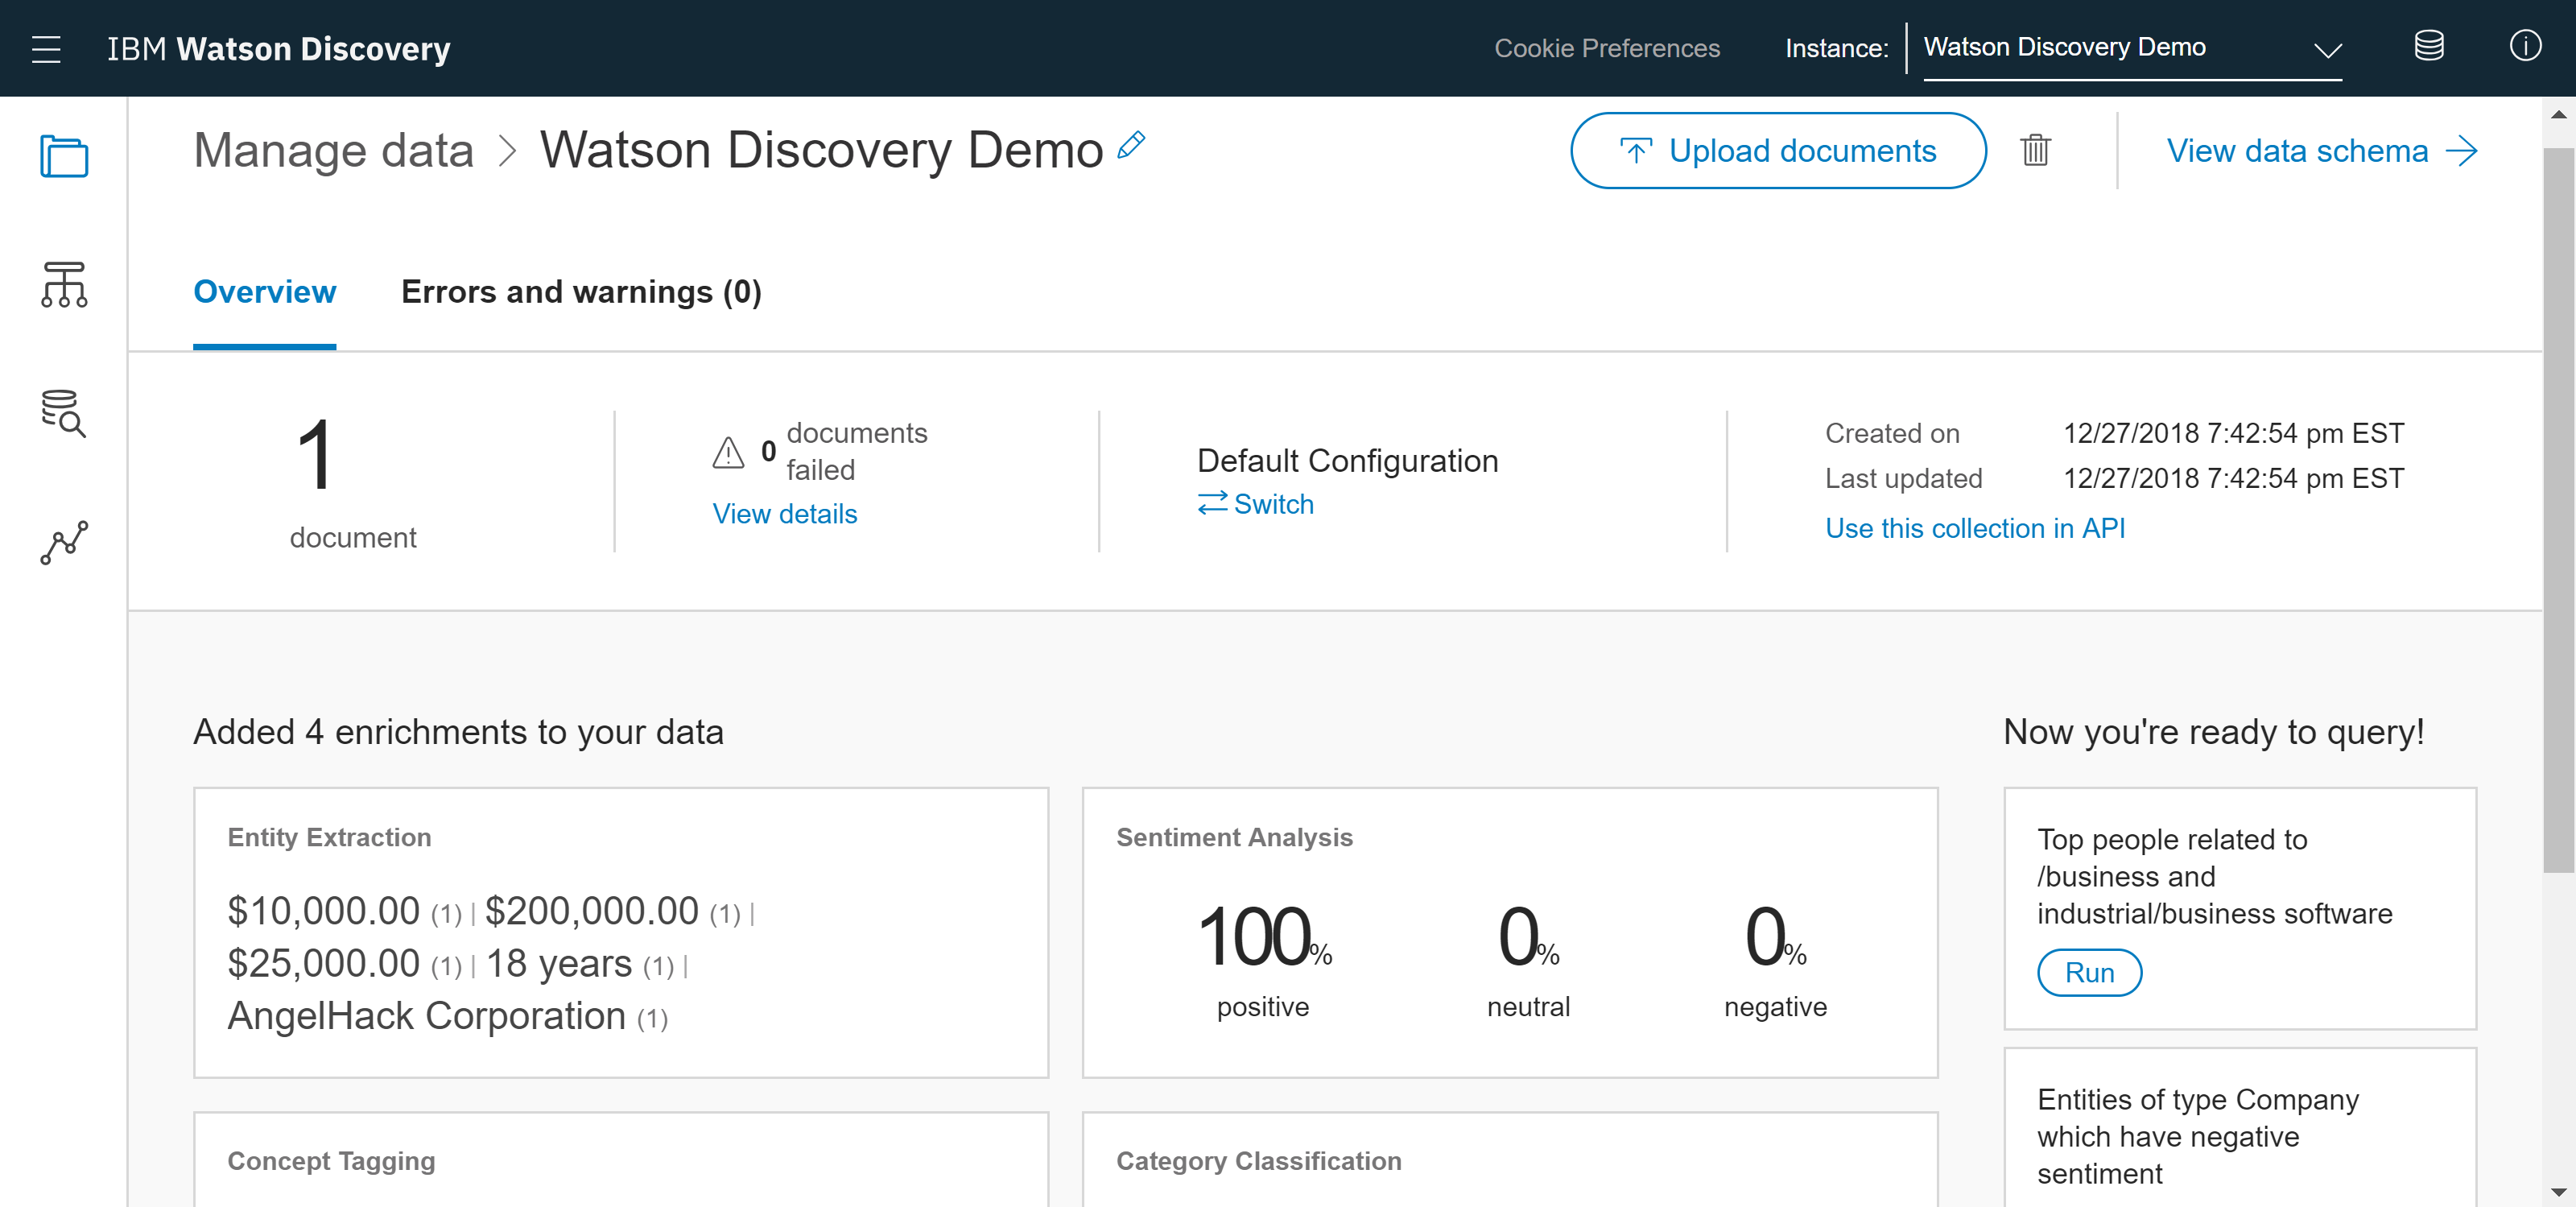 IBM Watson Discovery
Cookie Preferences
Instance:
Watson Discovery Demo
Manage data > Watson Discovery Demo
Upload documents
View data schema
Overview
Errors and warnings (0)
1
document
0 documents
failed
View details
Default Configuration
Switch
Created on 12/27/2018 7:42:54 pm EST
Last updated 12/27/2018 7:42:54 pm EST
Use this collection in API
Added 4 enrichments to your data
Now you're ready to query!
Entity Extraction
$10,000.00 (1) | $200,000.00 (1) |
$25,000.00 (1) | 18 years (1) |
AngelHack Corporation (1)
Sentiment Analysis
100% 0% 0%
positive neutral negative
Top people related to
/business and
industrial/business software
Run
Concept Tagging
Category Classification
Entities of type Company
which have negative
sentiment